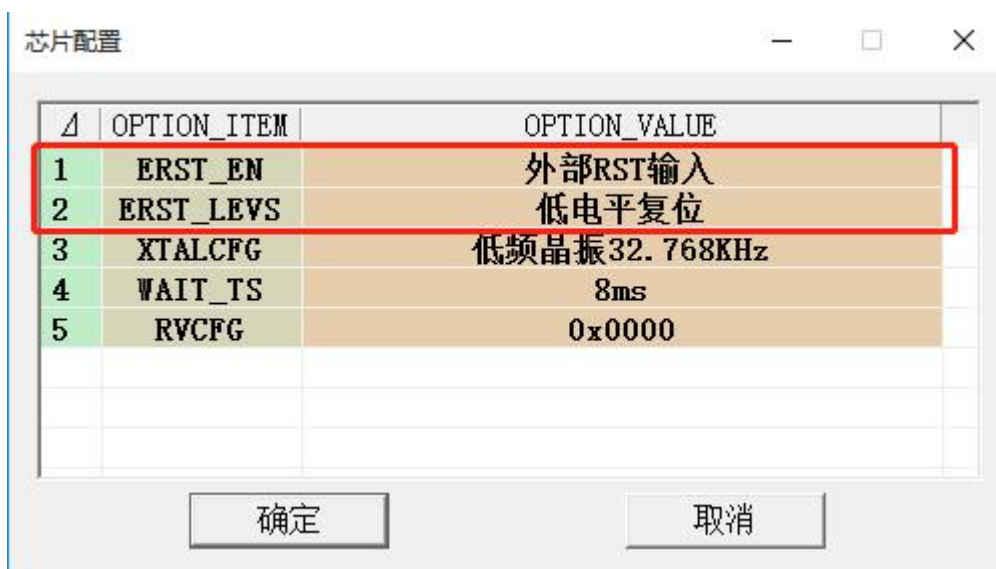 芯片配置
OPTION_ITEM OPTION_VALUE
1 ERST_EN 外部RST输入
2 ERST_LEVS 低电平复位
3 XTALCFG 低频晶振32.768KHz
4 WAIT_TS 8ms
5 RVCFG 0x0000
确定 取消